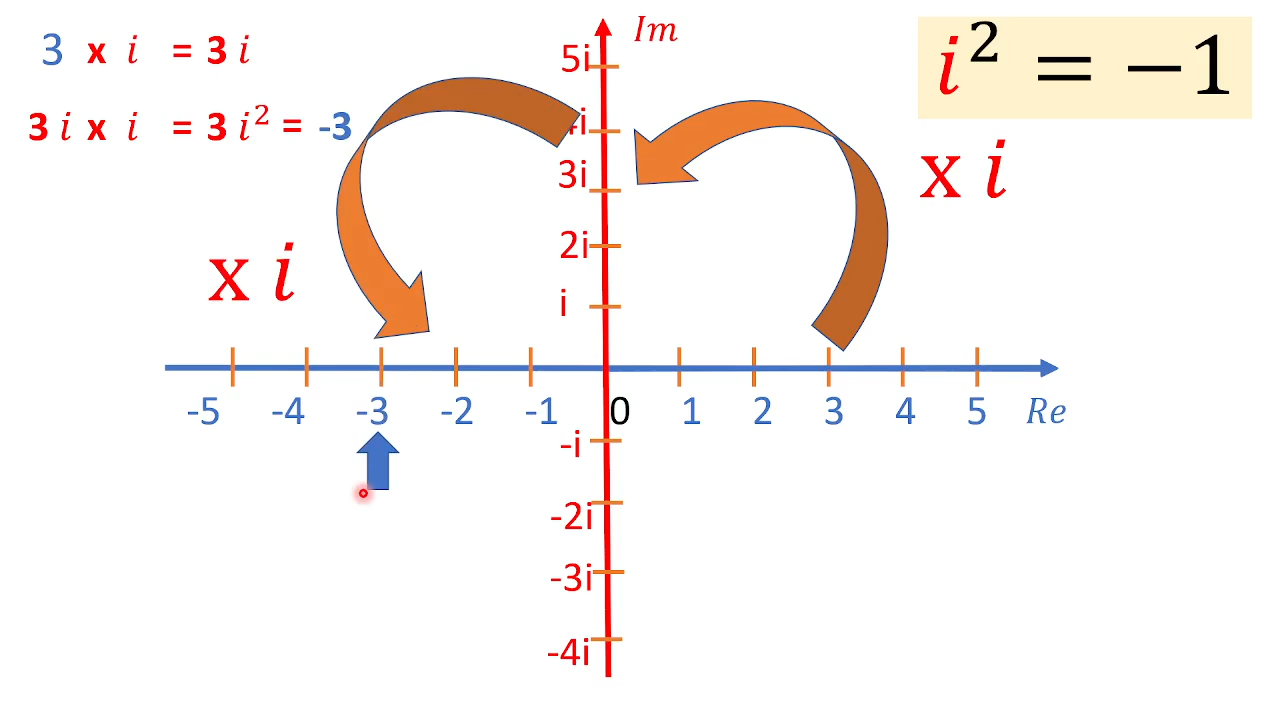 3 x i = 3 i
3 i x i = 3 i² = -3
i² = −1
x i
x i
Im
5i
4i
3i
2i
i
-5 -4 -3 -2 -1 0 1 2 3 4 5 Re
-i
-2i
-3i
-4i